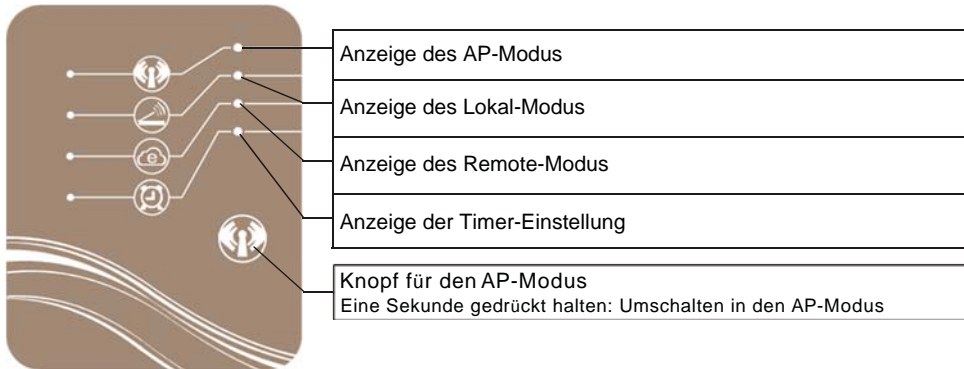 Anzeige des AP-Modus
Anzeige des Lokal-Modus
e
Anzeige des Remote-Modus
Anzeige der Timer-Einstellung
Knopf für den AP-Modus
Eine Sekunde gedrückt halten: Umschalten in den AP-Modus